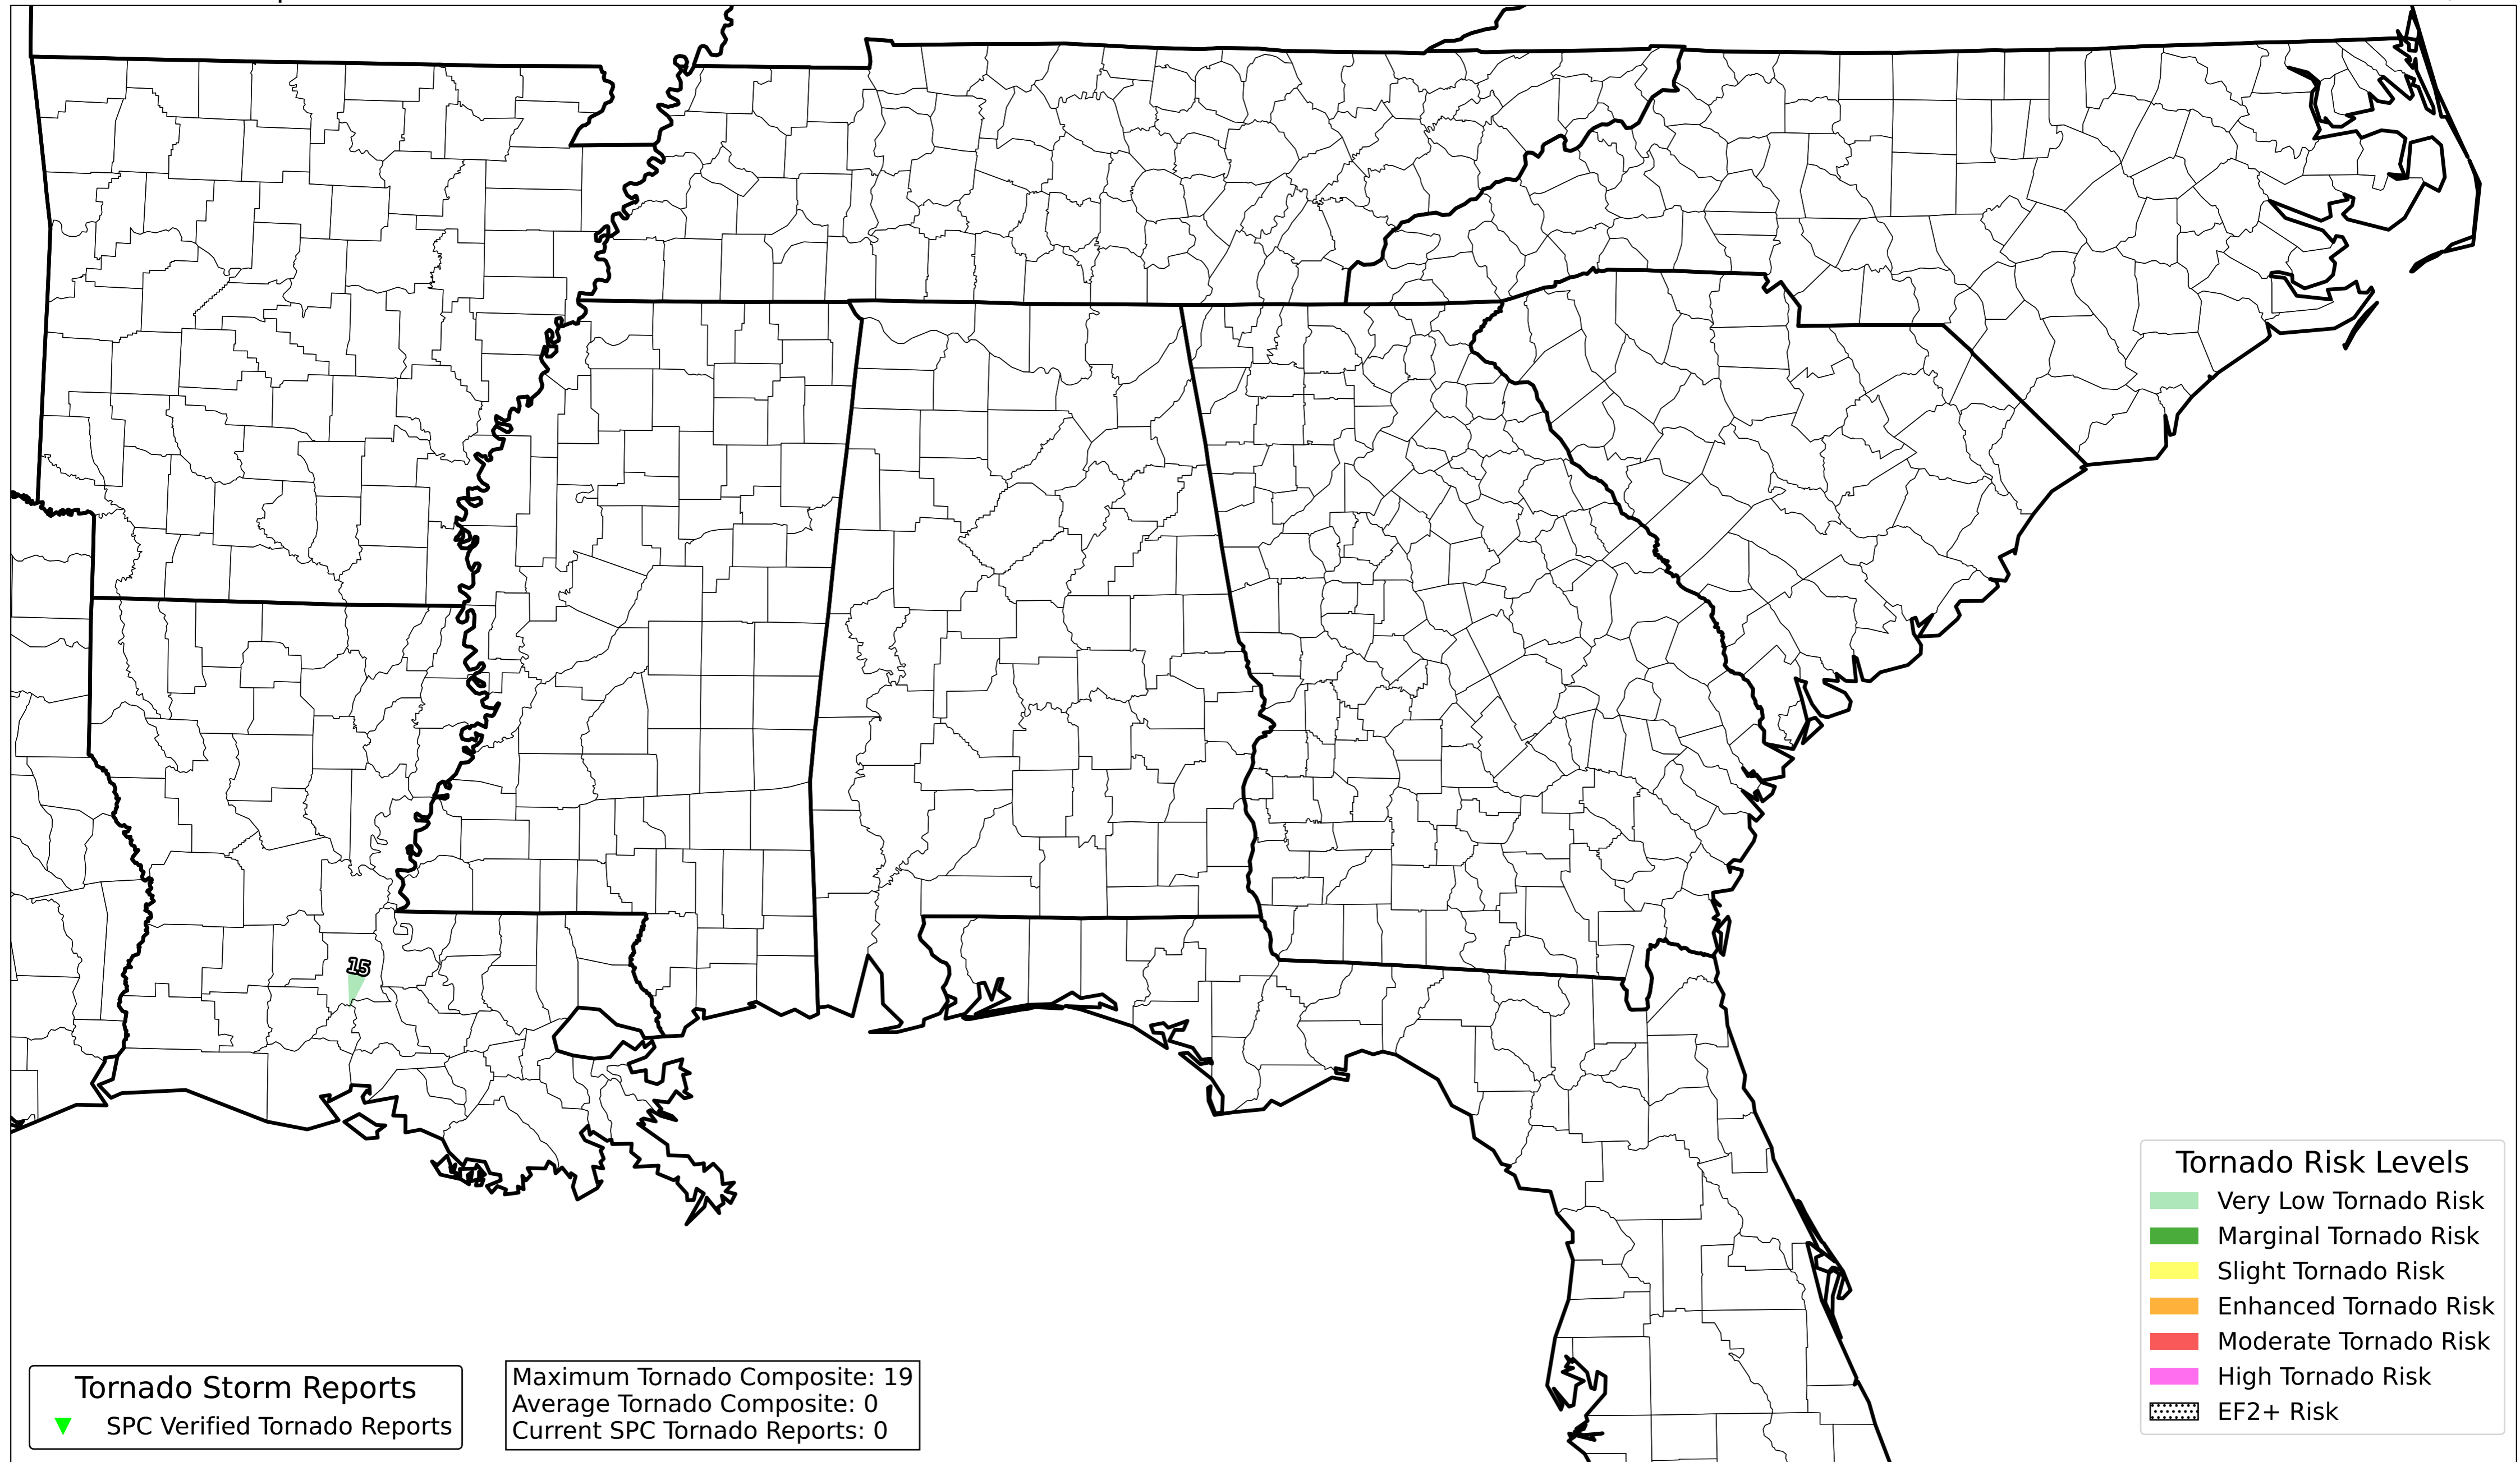 15
Tornado Storm Reports
SPC Verified Tornado Reports
Maximum Tornado Composite: 19
Average Tornado Composite: 0
Current SPC Tornado Reports: 0
Tornado Risk Levels
Very Low Tornado Risk
Marginal Tornado Risk
Slight Tornado Risk
Enhanced Tornado Risk
Moderate Tornado Risk
High Tornado Risk
EF2+ Risk